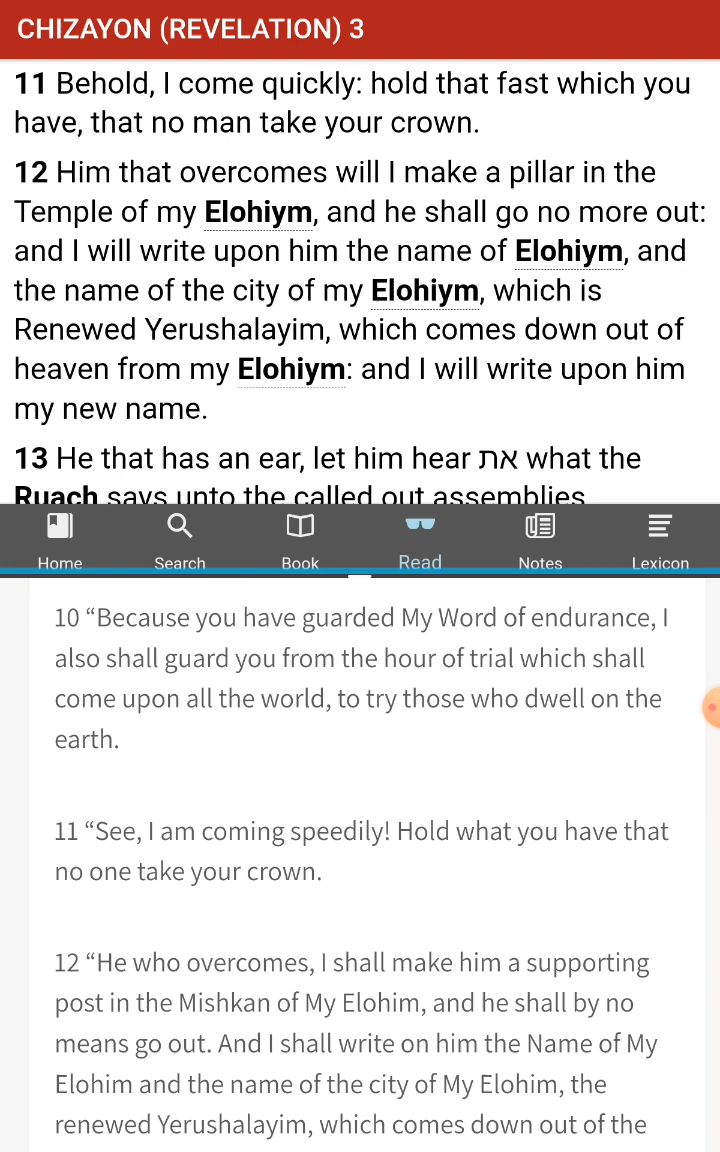 CHIZAYON (REVELATION) 3
11 Behold, I come quickly: hold that fast which you
have, that no man take your crown.
12 Him that overcomes will I make a pillar in the
Temple of my Elohiym, and he shall go no more out:
and I will write upon him the name of Elohiym, and
the name of the city of my Elohiym, which is
Renewed Yerushalayim, which comes down out of
heaven from my Elohiym: and I will write upon him
my new name.
13 He that has an ear, let him hear את what the
Ruach says unto the called out assemblies
Home Search Book Read Notes Lexicon
10 “Because you have guarded My Word of endurance, I
also shall guard you from the hour of trial which shall
come upon all the world, to try those who dwell on the
earth.
11 “See, I am coming speedily! Hold what you have that
no one take your crown.
12 “He who overcomes, I shall make him a supporting
post in the Mishkan of My Elohim, and he shall by no
means go out. And I shall write on him the Name of My
Elohim and the name of the city of My Elohim, the
renewed Yerushalayim, which comes down out of the